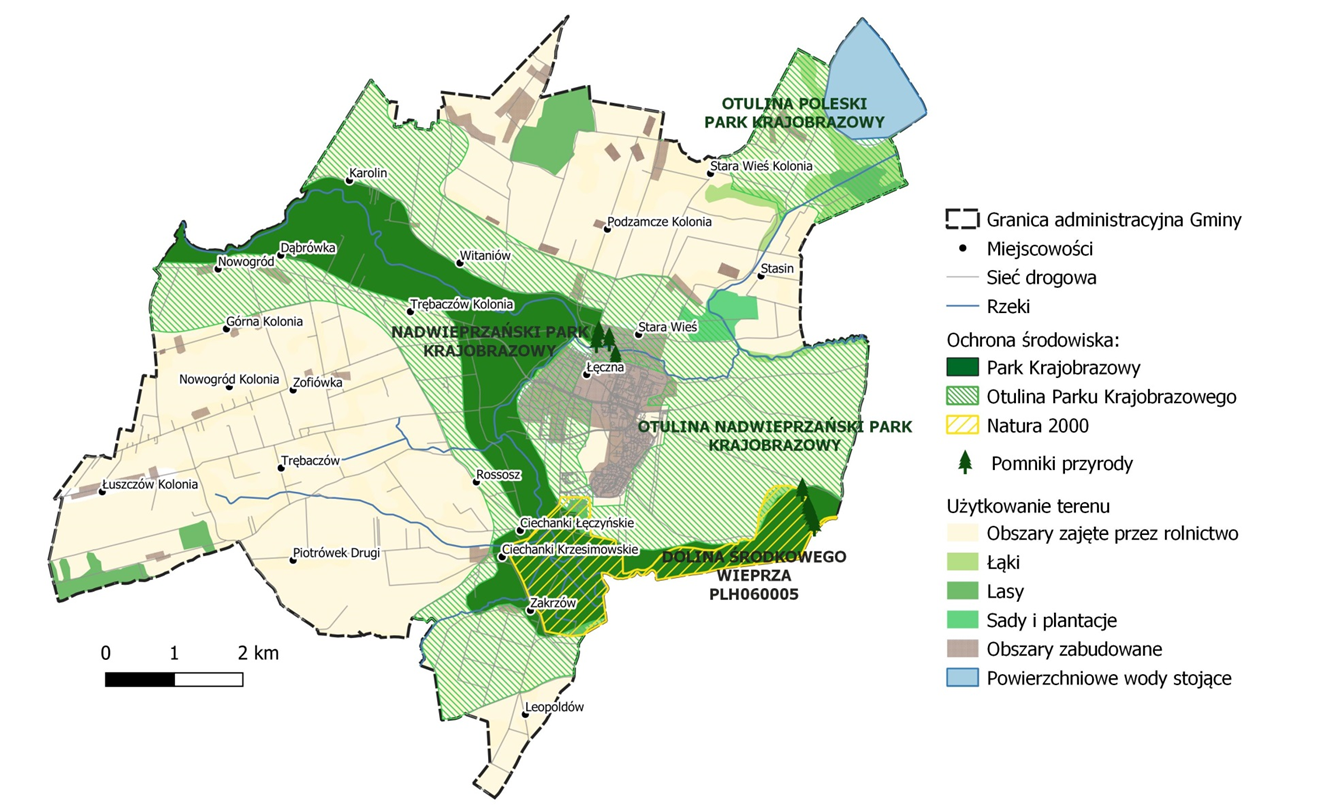 OTULINA POLESKI
PARK KRAJOBRAZOWY
Stara Wieś Kolonia
Karolin
Podzamcze Kolonia
Dąbrówka
Nowogród
Witaniów
Stasin
Trębaczów Kolonia
Górna Kolonia
Stara Wieś
NADWIEPRZAŃSKI PARK
KRAJOBRAZOWY
Łęczna
Nowogród Kolonia
Zofiówka
OTULINA NADWIEPRZAŃSKI PARK
KRAJOBRAZOWY
Trębaczów
Rossosz
Łuszczów Kolonia
Ciechanki Łęczyńskie
Piotrówek Drugi
Ciechanki Krzesimowskie
DOLINA ŚRODKOWEGO
WIEPRZA
PLH060005
Zakrzów
Leopoldów
0 1 2 km
Granica administracyjna Gminy
Miejscowości
Sieć drogowa
Rzeki
Ochrona środowiska:
Park Krajobrazowy
Otulina Parku Krajobrazowego
Natura 2000
Pomniki przyrody
Użytkowanie terenu
Obszary zajęte przez rolnictwo
Łąki
Lasy
Sady i plantacje
Obszary zabudowane
Powierzchniowe wody stojące